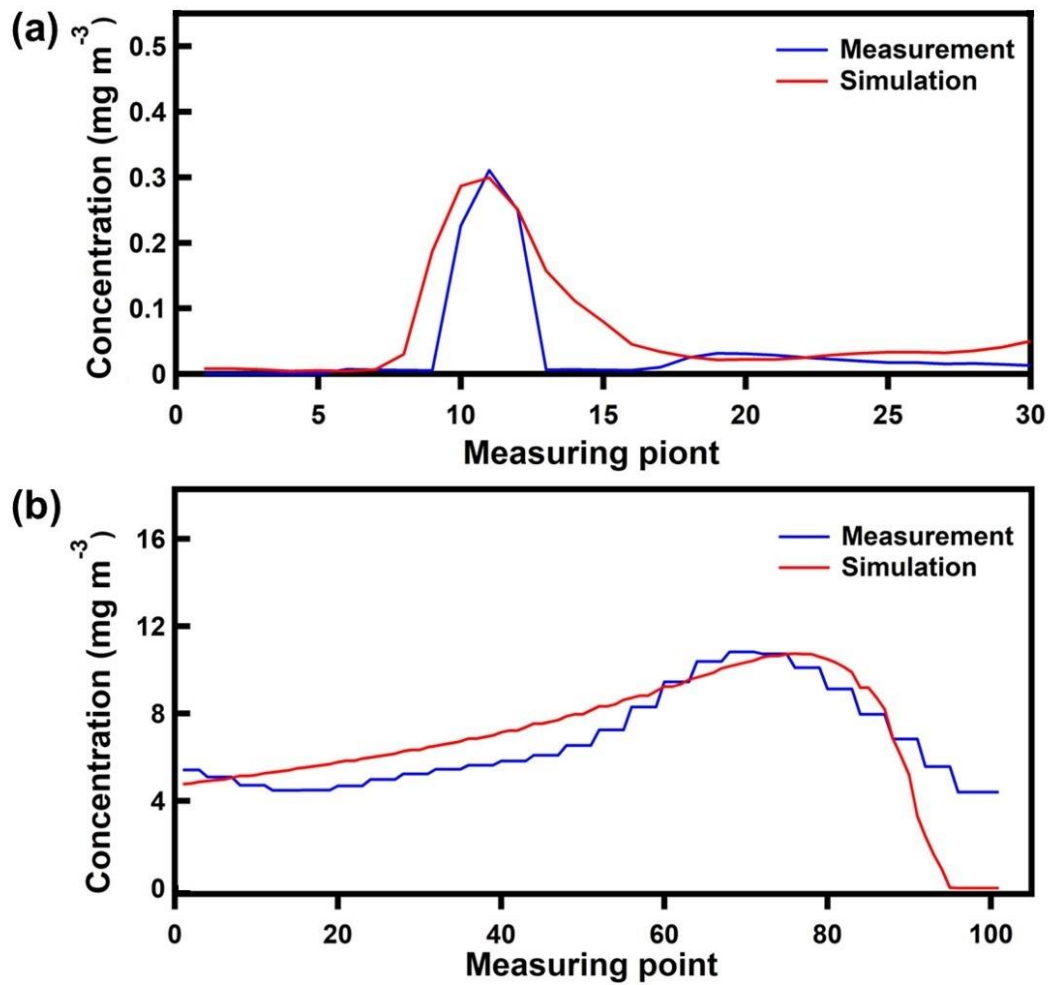 (a)
Concentration (mg m⁻³)
0.5
0.4
0.3
0.2
0.1
0
Measurement
Simulation
0 5 10 15 20 25 30
Measuring piont
(b)
Concentration (mg m⁻³)
16
12
8
4
0
Measurement
Simulation
0 20 40 60 80 100
Measuring point